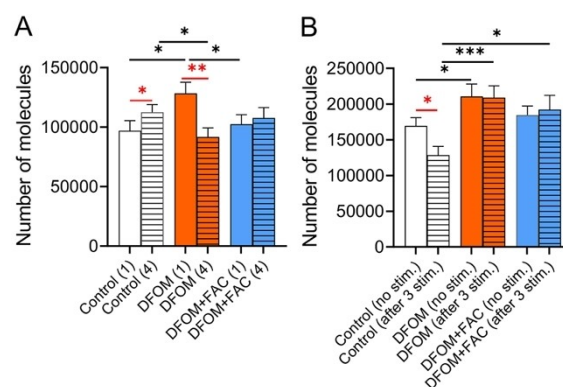 A
Number of molecules
150000
100000
50000
0
* * * ** *
Control (1)
Control (4)
DFOM (1)
DFOM (4)
DFOM+FAC (1)
DFOM+FAC (4)
B
Number of molecules
250000
200000
150000
100000
50000
0
* *** * *
Control (no stim.)
Control (after 3 stim.)
DFOM (no stim.)
DFOM (after 3 stim.)
DFOM+FAC (no stim.)
DFOM+FAC (after 3 stim.)